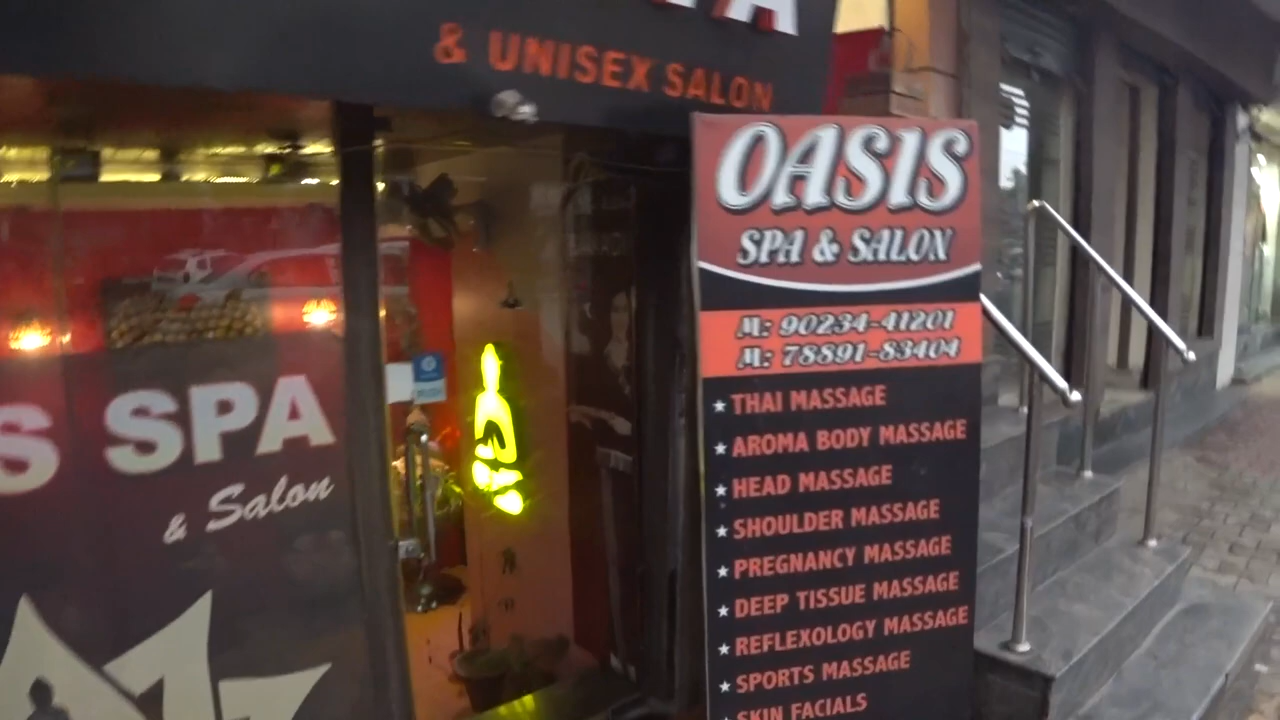 & UNISEX SALON
OASIS
SPA & SALON
M: 90234-41201
M: 78891-83404
★ THAI MASSAGE
★ AROMA BODY MASSAGE
★ HEAD MASSAGE
★ SHOULDER MASSAGE
★ PREGNANCY MASSAGE
★ DEEP TISSUE MASSAGE
★ REFLEXOLOGY MASSAGE
★ SPORTS MASSAGE
★ SKIN FACIALS
S SPA
& Salon